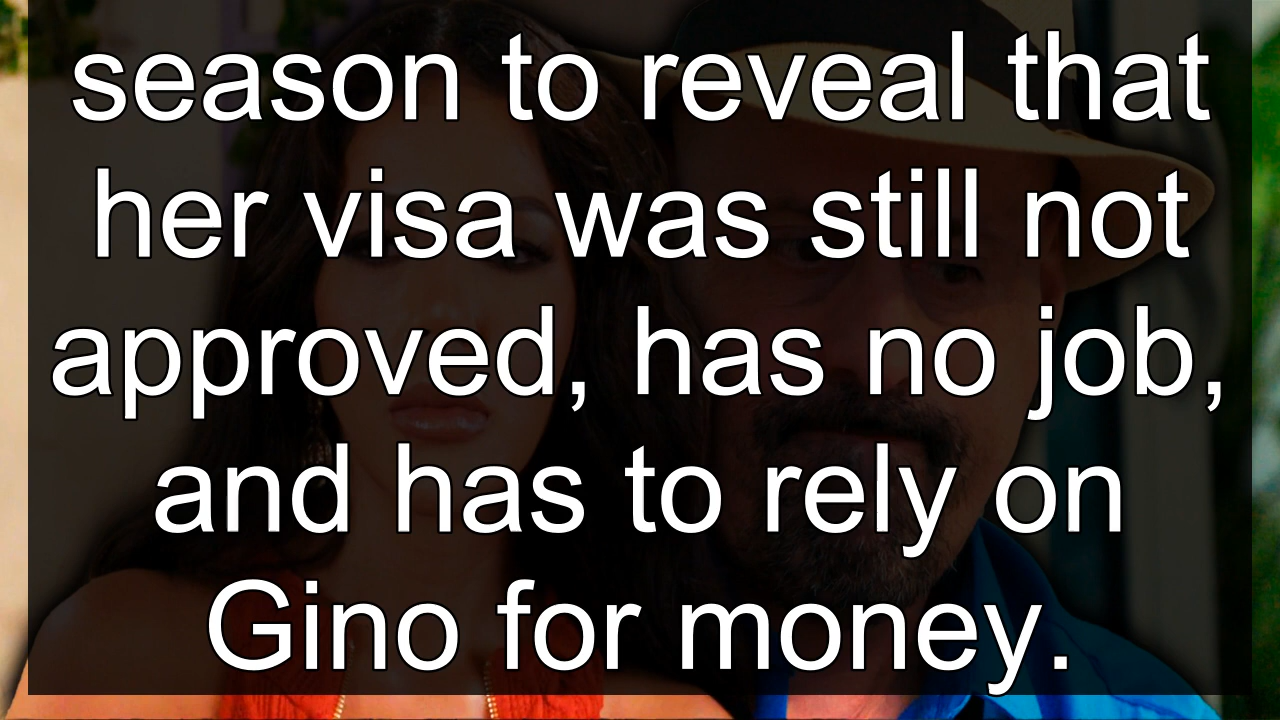 season to reveal that
her visa was still not
approved, has no job,
and has to rely on
Gino for money.